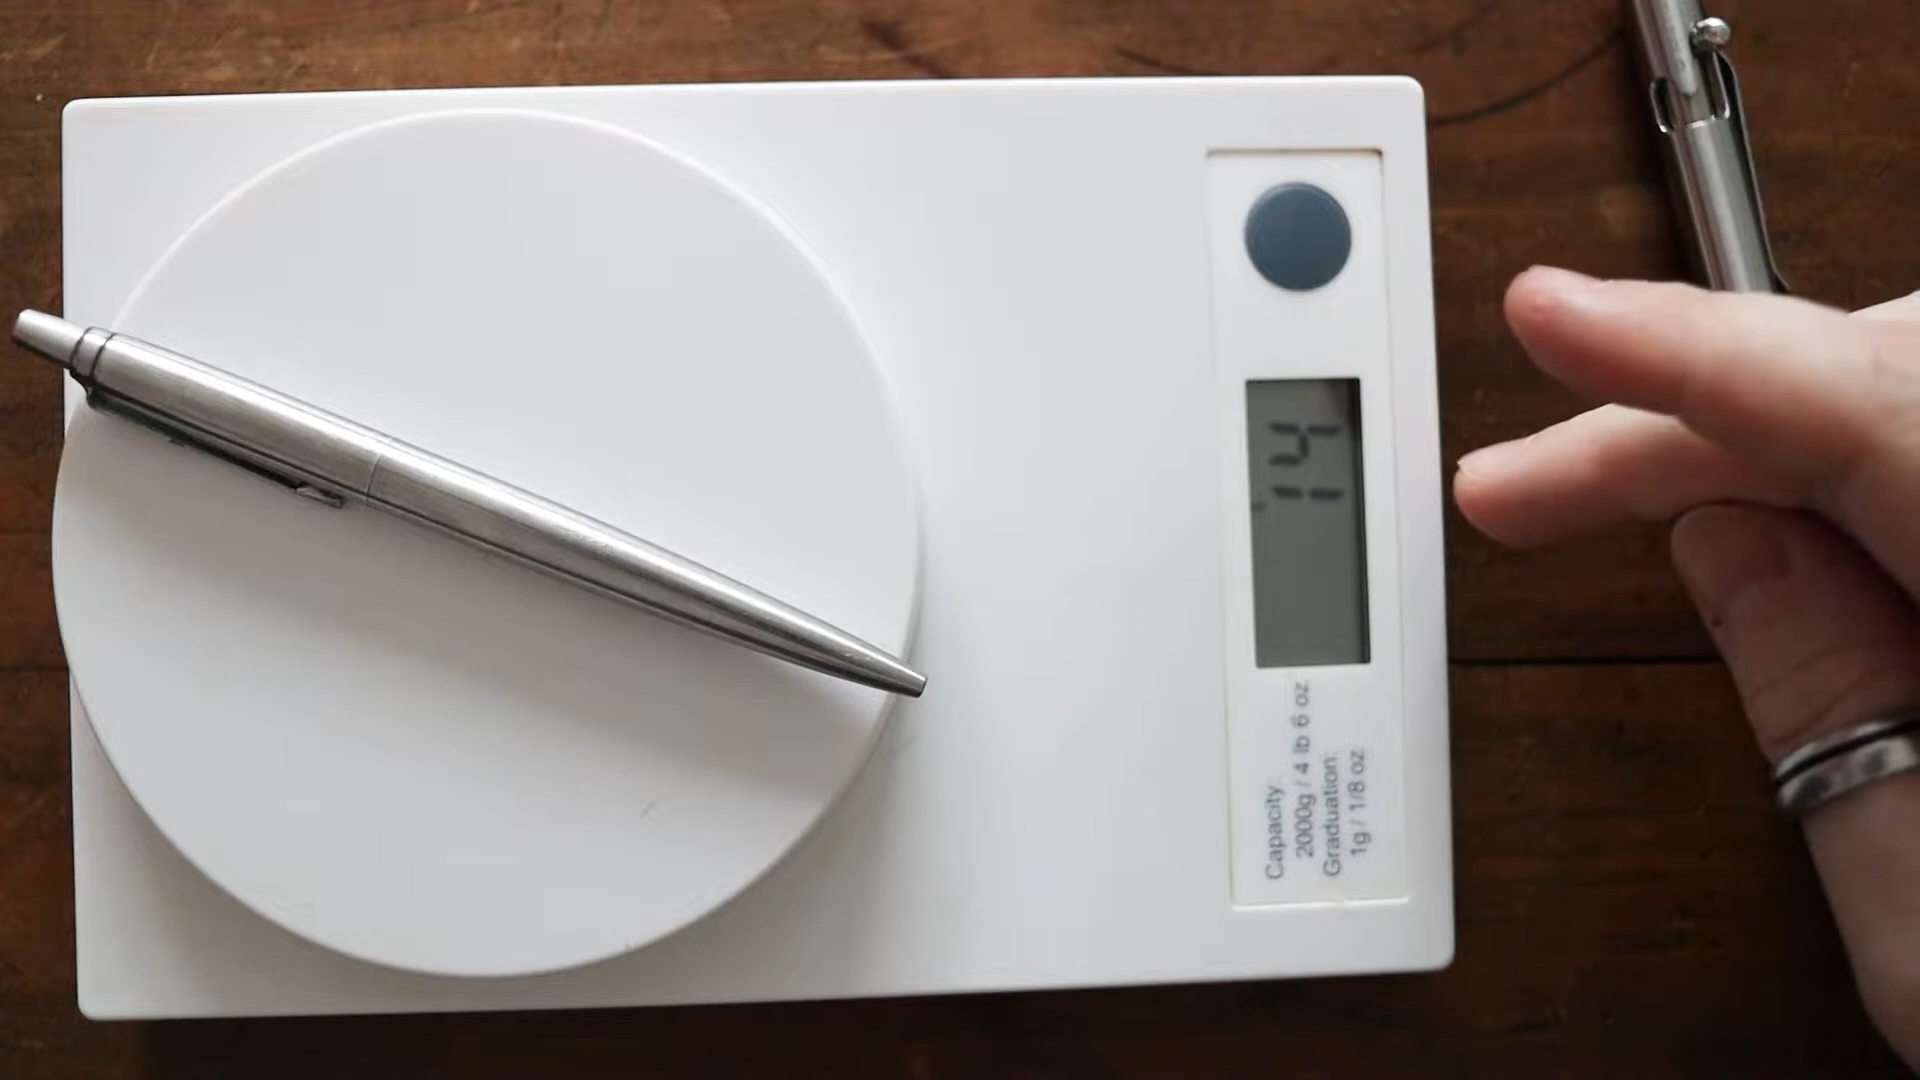 Capacity:
2000g / 4 lb 6 oz
Graduation:
1g / 1/8 oz
14